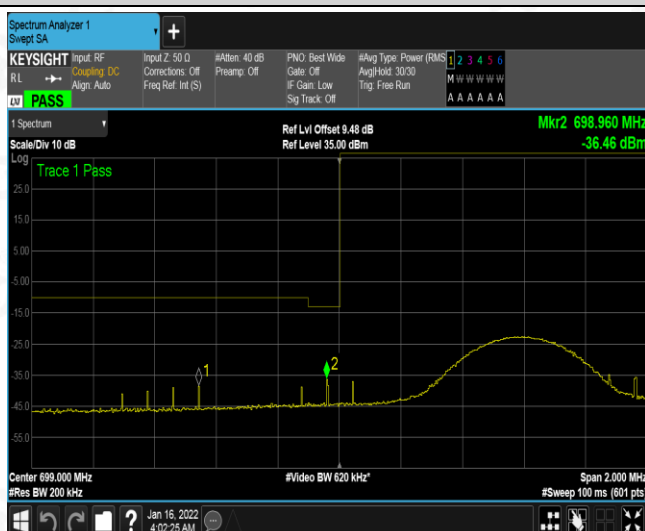 Spectrum Analyzer 1
Swept SA
+
KEYSIGHT
RL
LXI PASS
Input: RF
Coupling: DC
Align: Auto
Input Z: 50 Ω
Corrections: Off
Freq Ref: Int (S)
#Atten: 40 dB
Preamp: Off
PNO: Best Wide
Gate: Off
IF Gain: Low
Sig Track: Off
#Avg Type: Power (RMS
Avg|Hold: 30/30
Trig: Free Run
1 2 3 4 5 6
M W W W W W
A A A A A A
1 Spectrum
Scale/Div 10 dB
Ref Lvl Offset 9.48 dB
Ref Level 35.00 dBm
Mkr2 698.960 MHz
-36.46 dBm
Log
Trace 1 Pass
25.0
15.0
5.00
-5.00
-15.0
-25.0
-35.0
-45.0
-55.0
1
2
Center 699.000 MHz
#Res BW 200 kHz
#Video BW 620 kHz*
Span 2.000 MHz
#Sweep 100 ms (601 pts)
?
Jan 16, 2022
4:02:25 AM